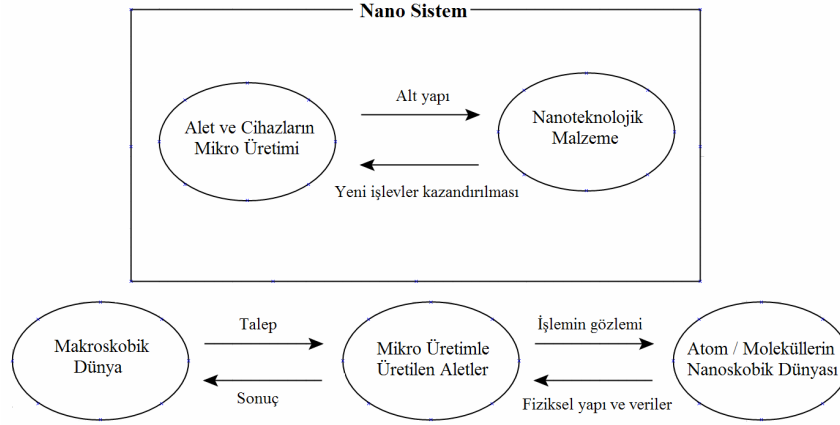 Nano Sistem
Alet ve Cihazların
Mikro Üretimi
Alt yapı
Yeni işlevler kazandırılması
Nanoteknolojik
Malzeme
Makroskobik
Dünya
Talep
Sonuç
Mikro Üretimle
Üretilen Aletler
İşlemin gözlemi
Fiziksel yapı ve veriler
Atom / Moleküllerin
Nanoskobik Dünyası